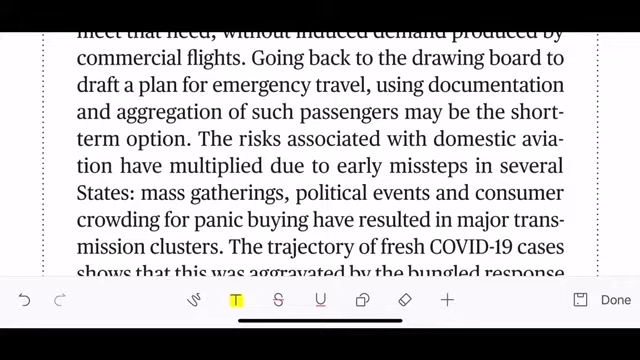 meet that need, without induced demand produced by
commercial flights. Going back to the drawing board to
draft a plan for emergency travel, using documentation
and aggregation of such passengers may be the short-
term option. The risks associated with domestic avia-
tion have multiplied due to early missteps in several
States: mass gatherings, political events and consumer
crowding for panic buying have resulted in major trans-
mission clusters. The trajectory of fresh COVID-19 cases
shows that this was aggravated by the bungled response
T S U Done